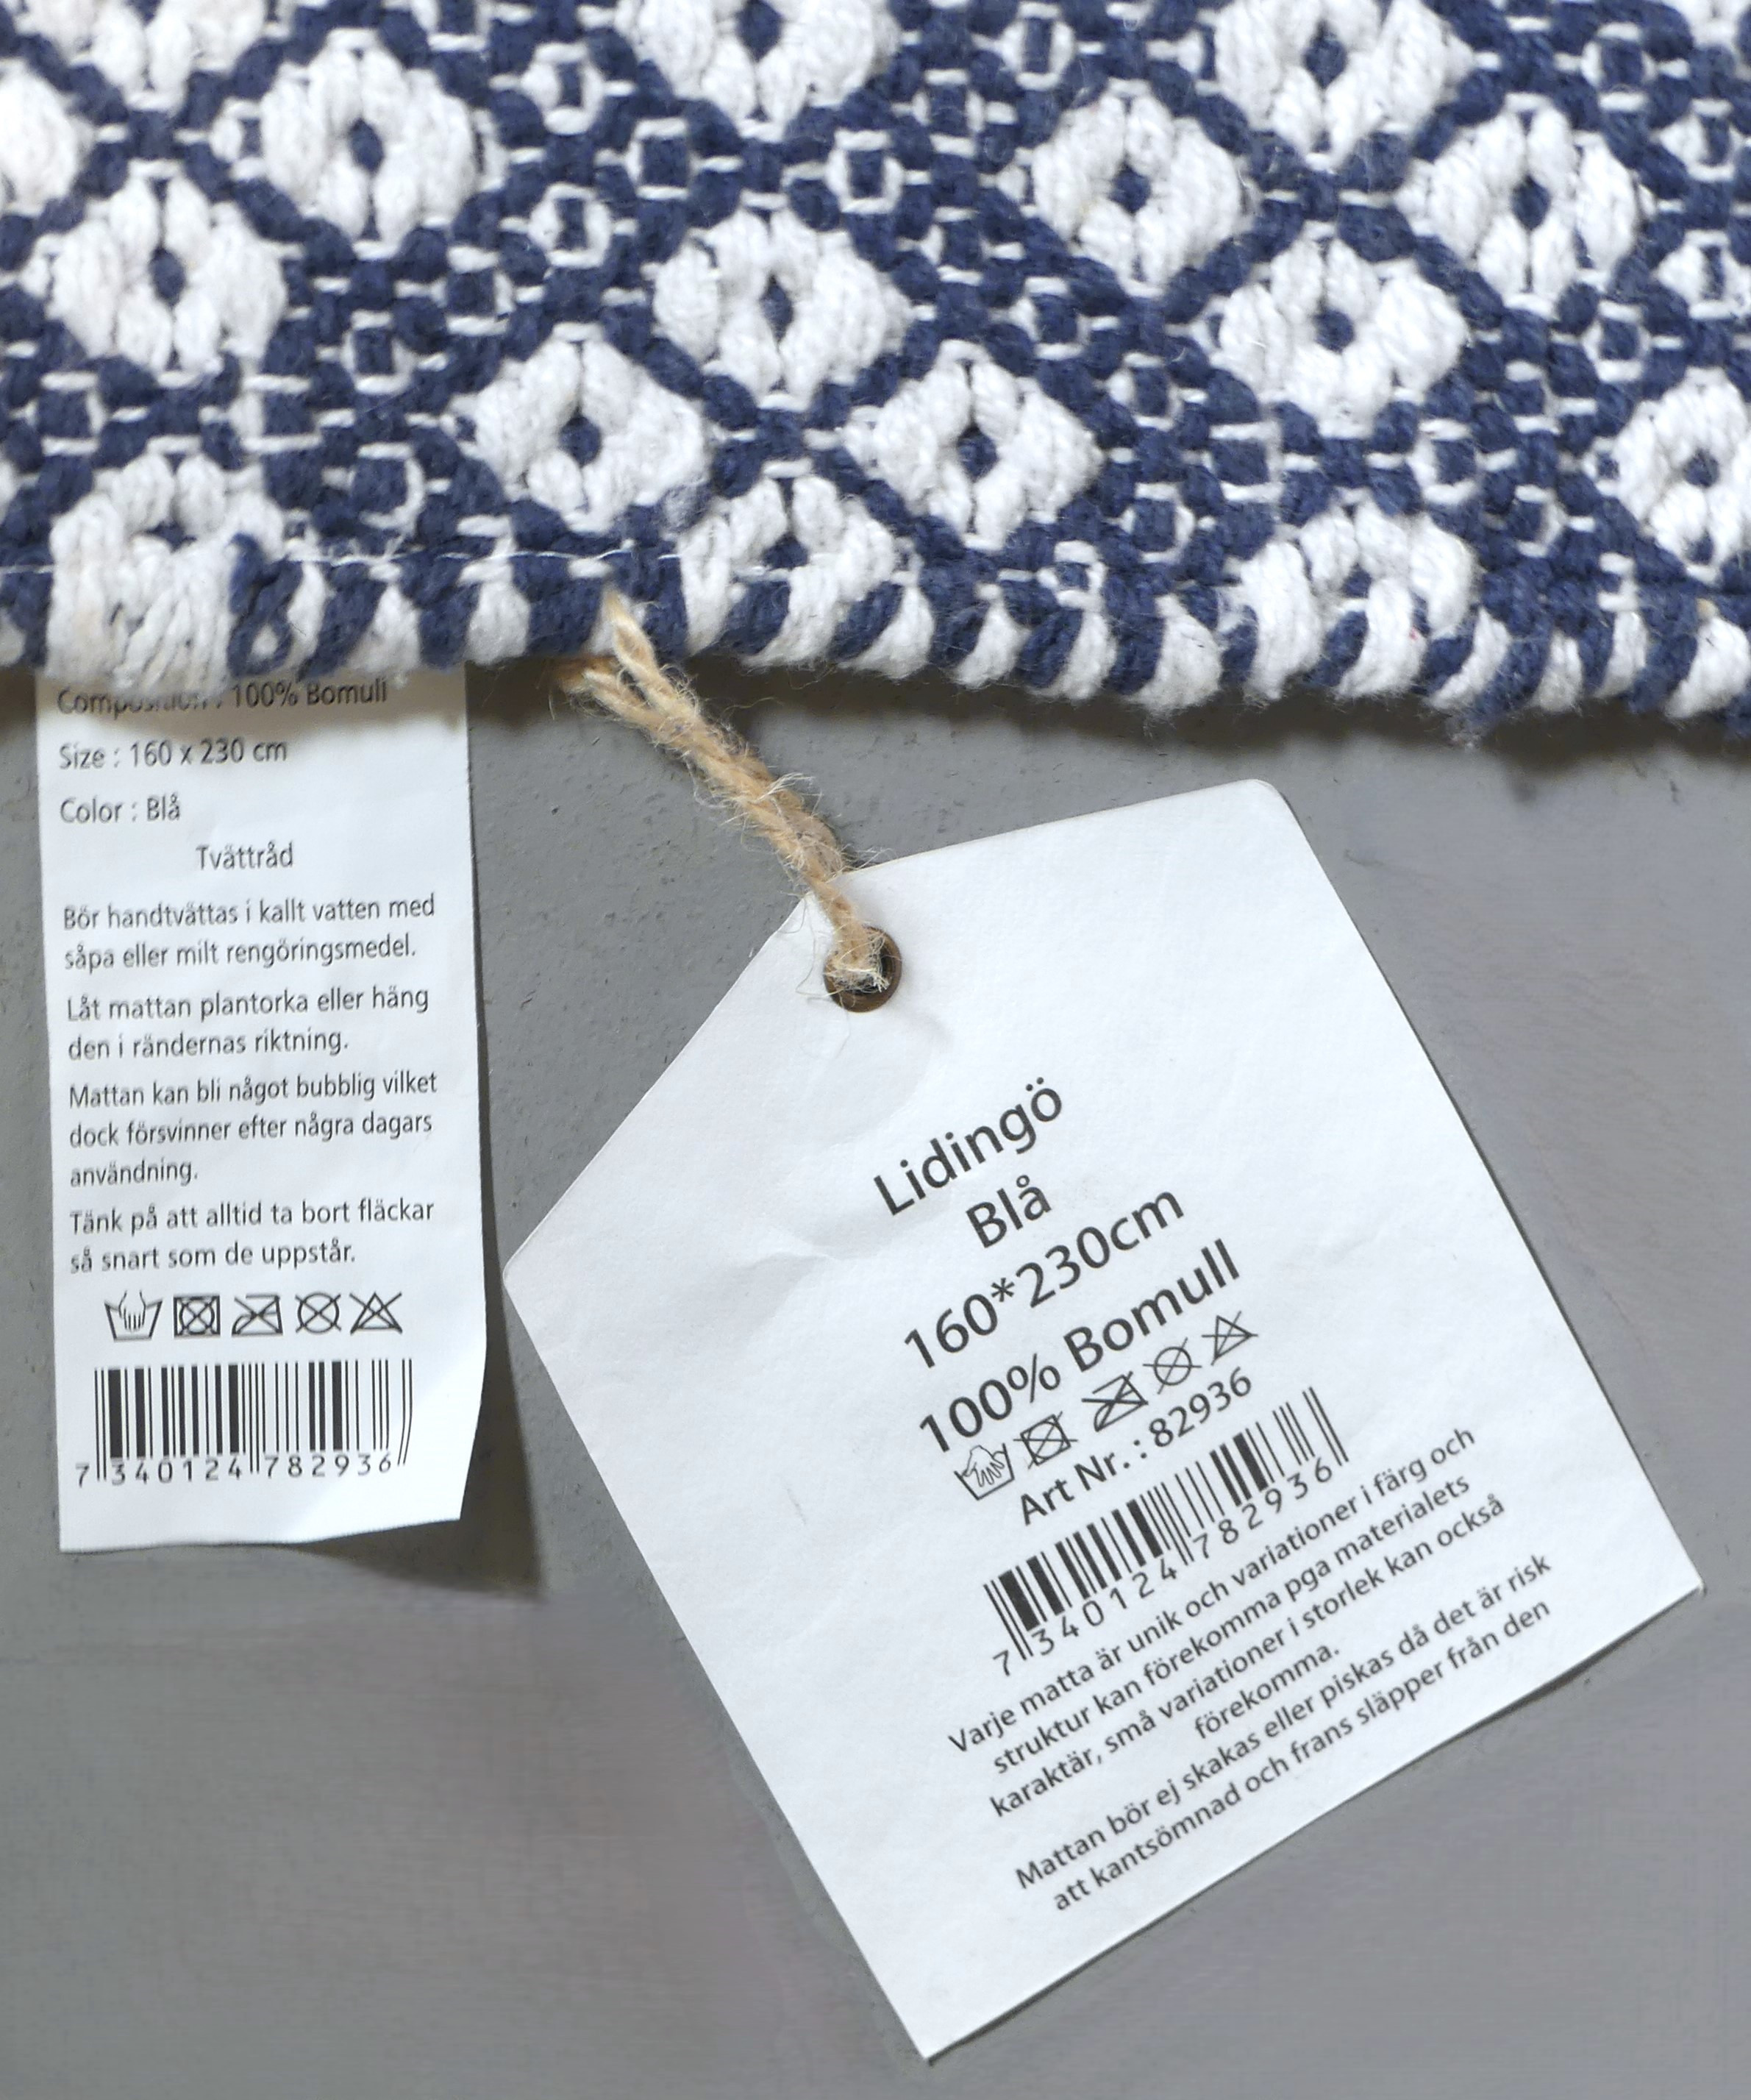 Composition : 100% Bomull
Size : 160 x 230 cm
Color : Blå
Tvättråd
Bör handtvättas i kallt vatten med
såpa eller milt rengöringsmedel.
Låt mattan plantorka eller häng
den i rändernas riktning.
Mattan kan bli något bubblig vilket
dock försvinner efter några dagars
användning.
Tänk på att alltid ta bort fläckar
så snart som de uppstår.
7 340124 782936
Lidingö
Blå
160*230cm
100% Bomull
Art Nr. : 82936
7 340124 782936
Varje matta är unik och variationer i färg och
struktur kan förekomma pga materialets
karaktär, små variationer i storlek kan också
förekomma.
Mattan bör ej skakas eller piskas då det är risk
att kantsömnad och frans släpper från den